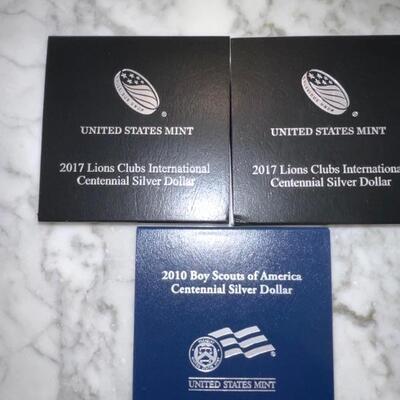 UNITED STATES MINT
2017 Lions Clubs International
Centennial Silver Dollar
UNITED STATES MINT
2017 Lions Clubs Internationa
Centennial Silver Dollar
2010 Boy Scouts of America
Centennial Silver Dollar
UNITED STATES MINT